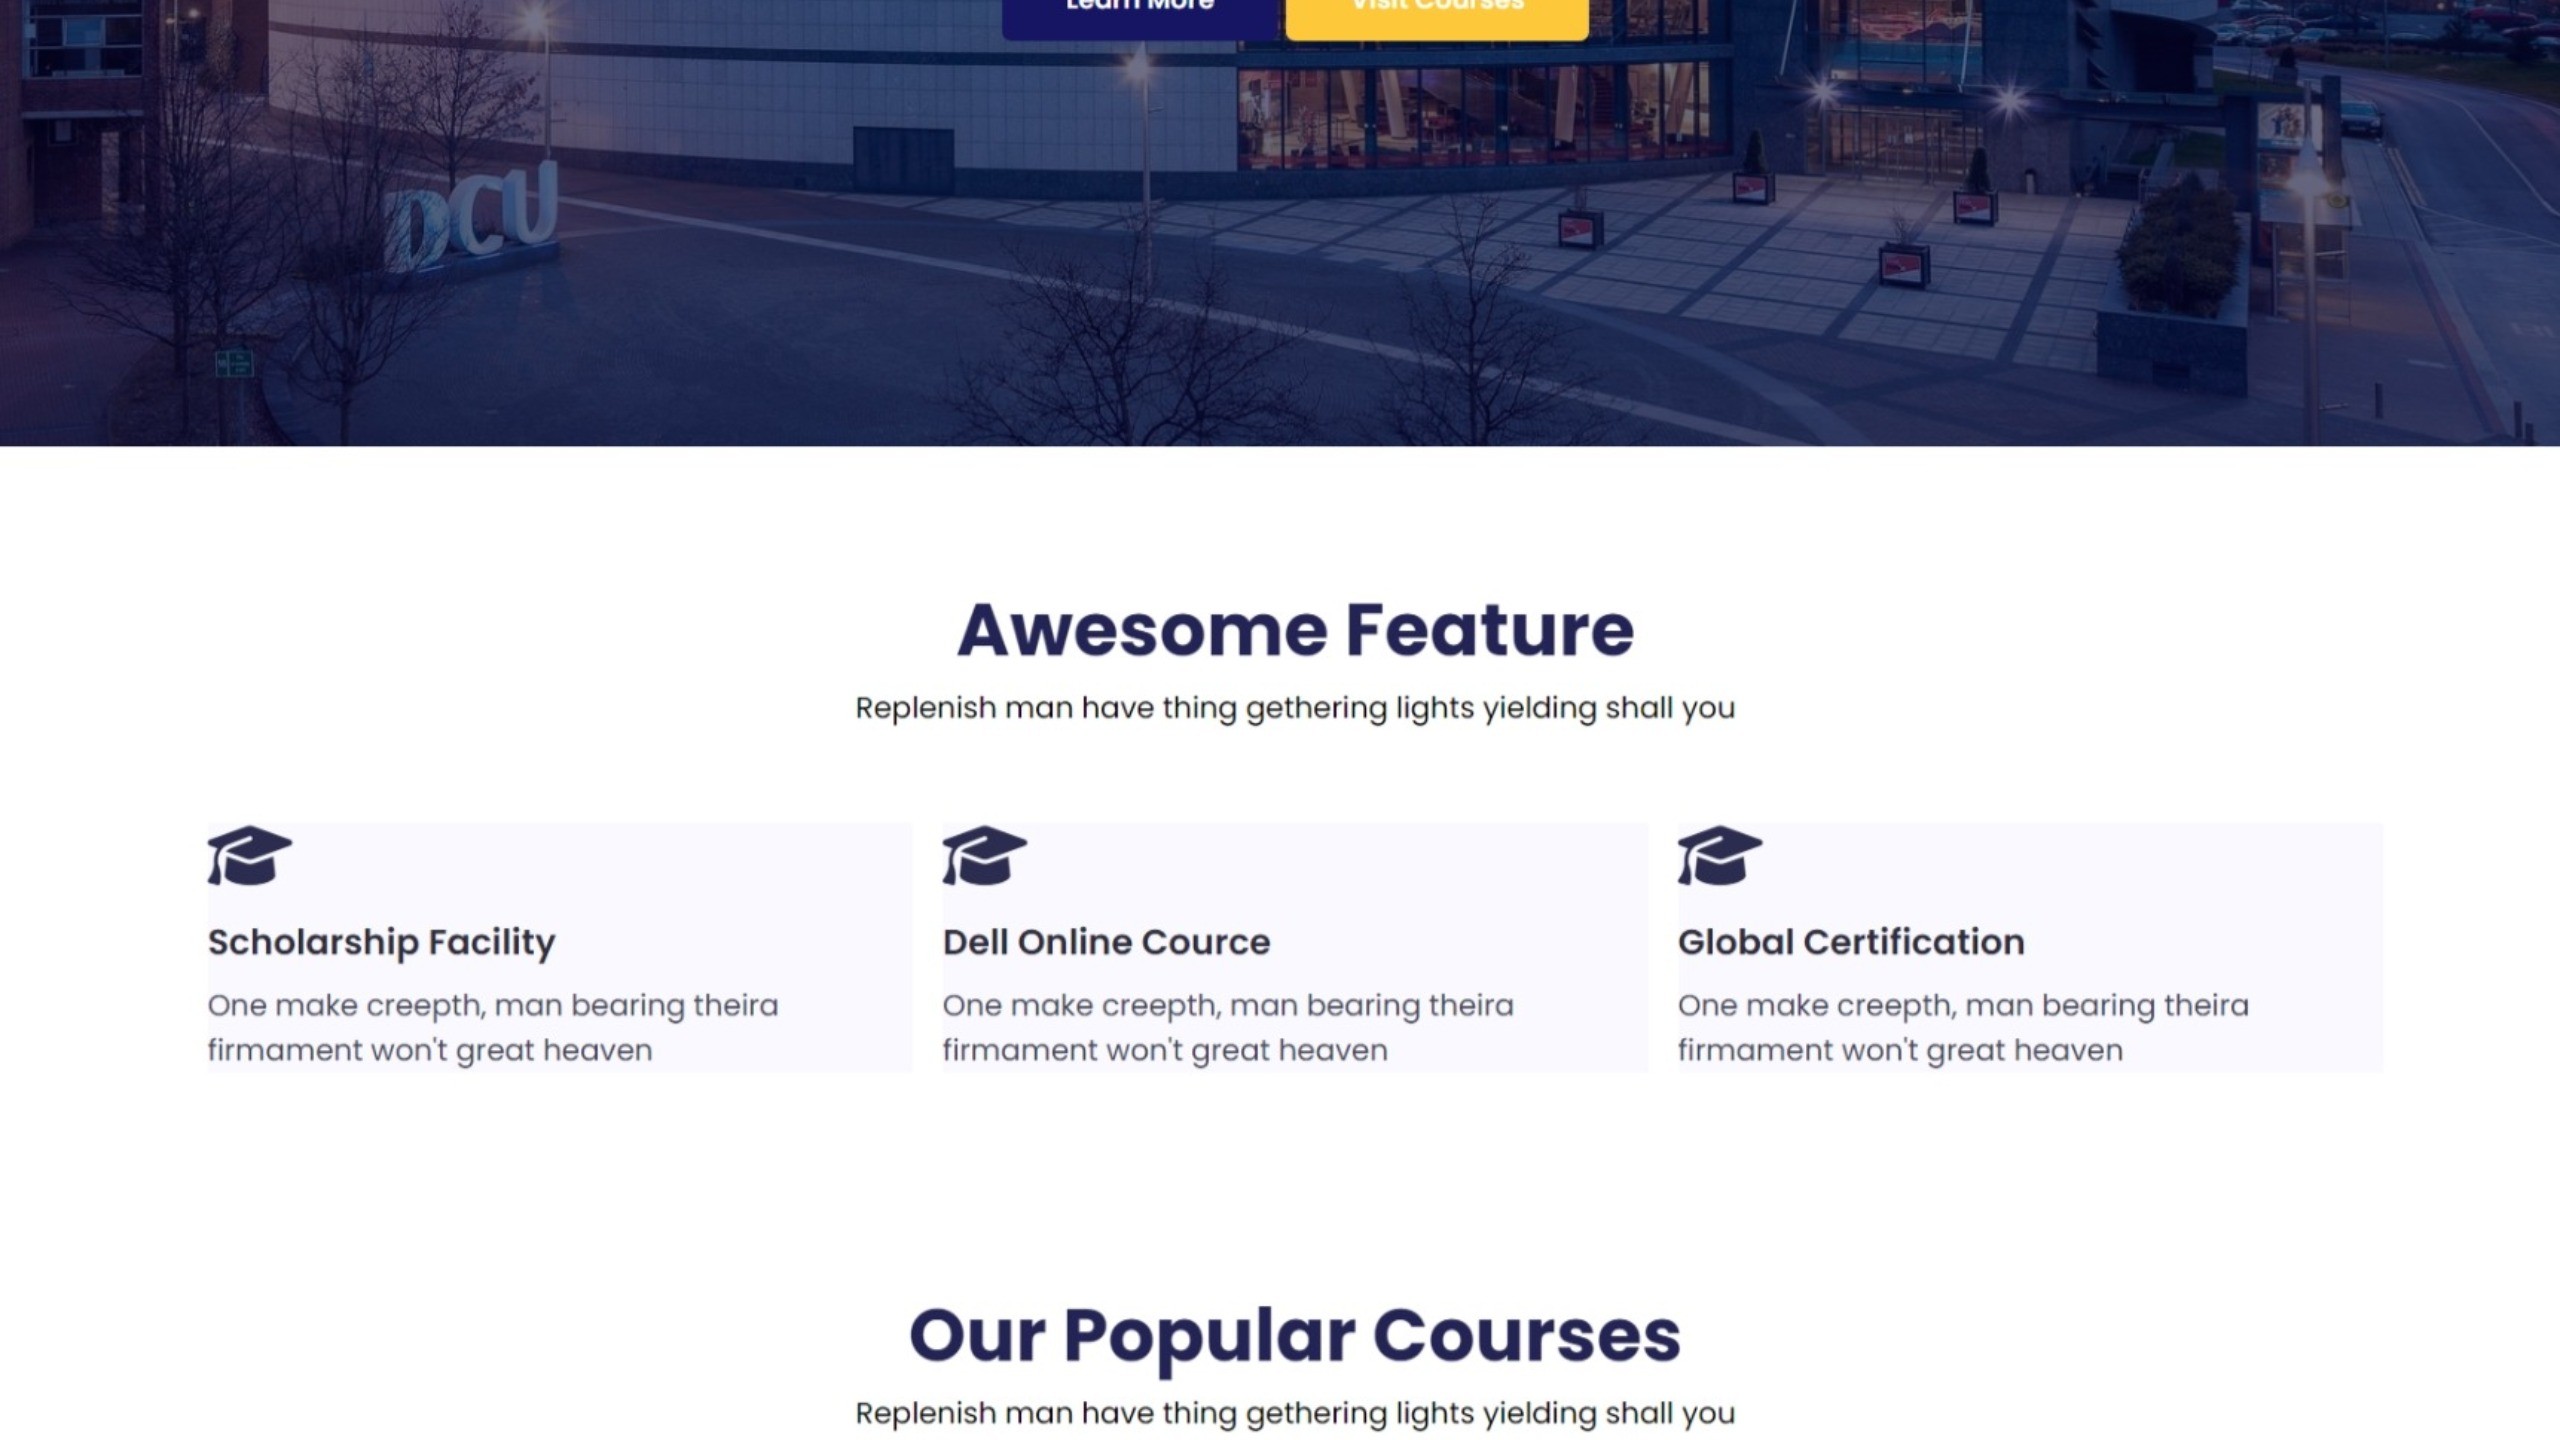 Learn More
Visit Courses
DCU
Awesome Feature
Replenish man have thing gethering lights yielding shall you
Scholarship Facility
One make creepth, man bearing theira
firmament won't great heaven
Dell Online Cource
One make creepth, man bearing theira
firmament won't great heaven
Global Certification
One make creepth, man bearing theira
firmament won't great heaven
Our Popular Courses
Replenish man have thing gethering lights yielding shall you